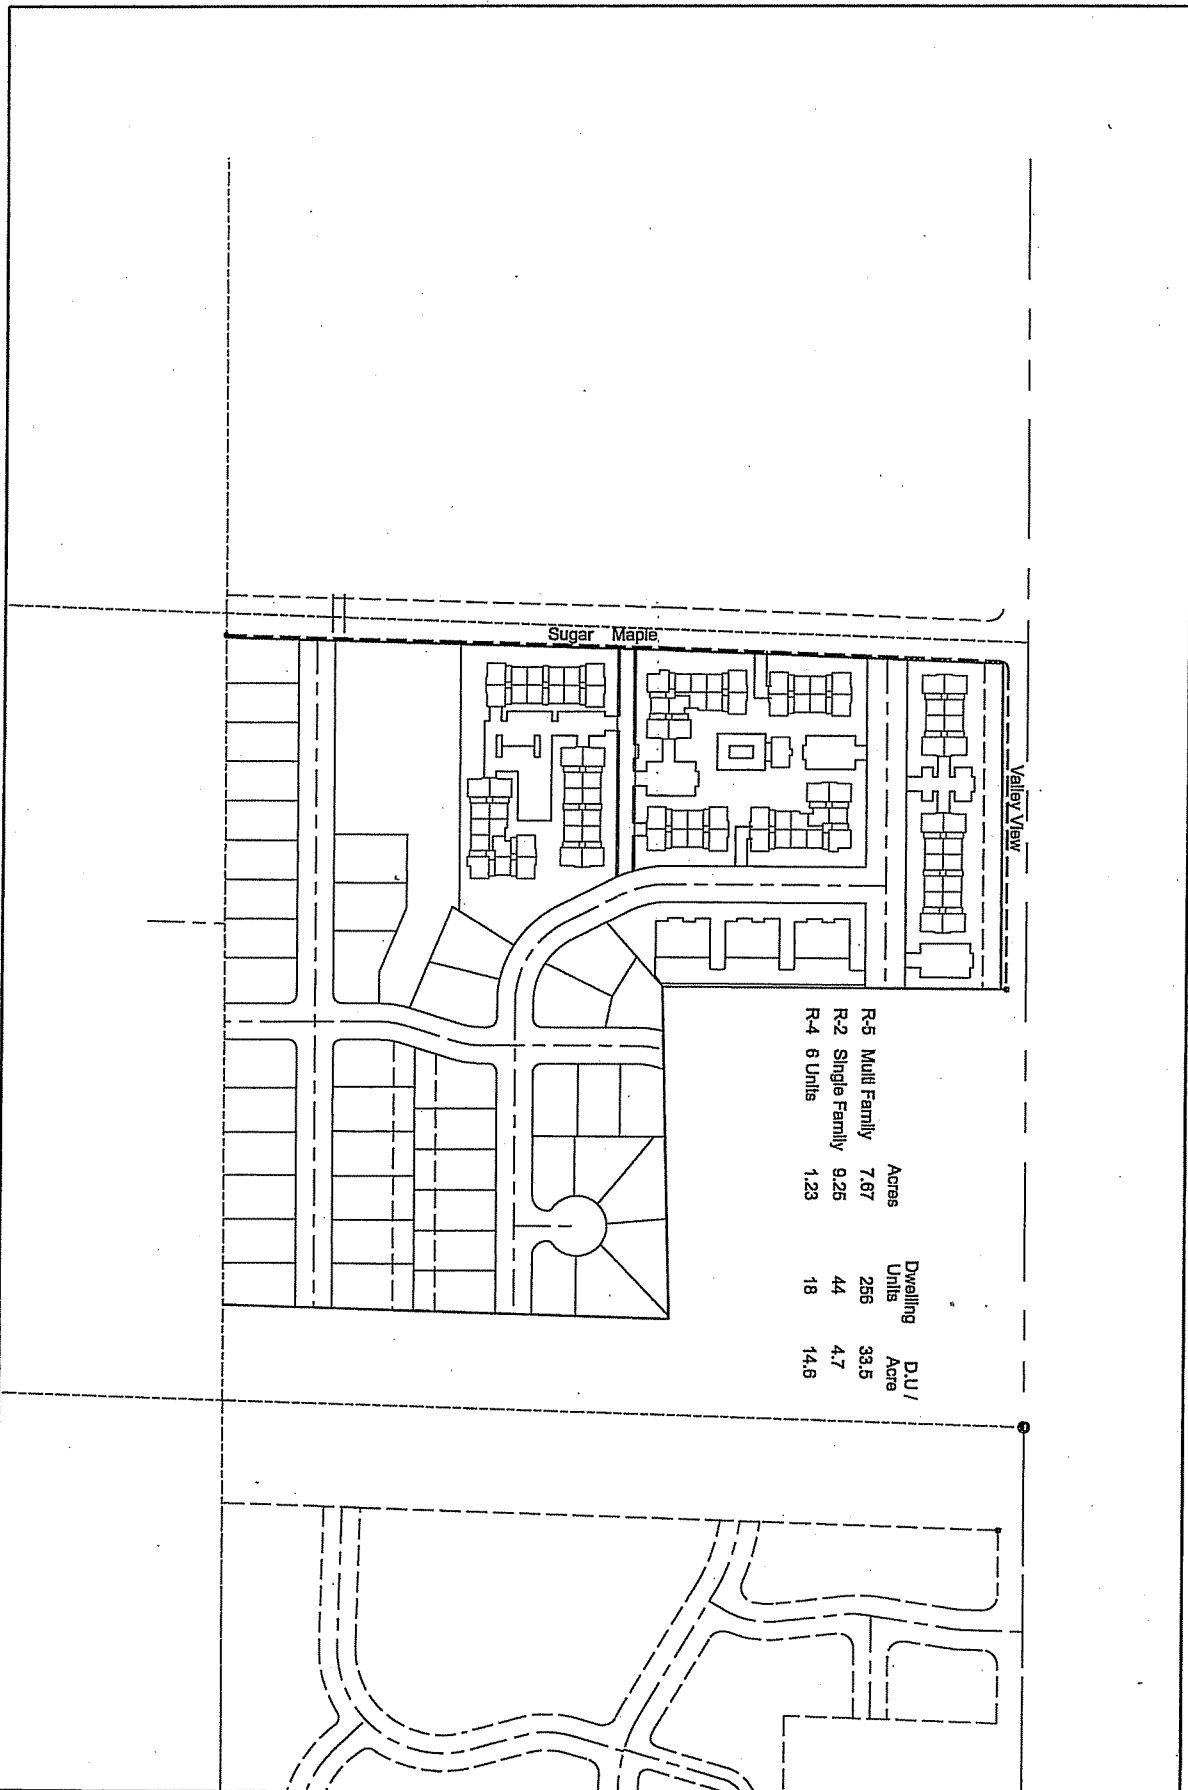 Sugar Maple
Valley View
Acres Dwelling Units D.U / Acre
R-5 Multi Family 7.67 256 33.5
R-2 Single Family 9.25 44 4.7
R-4 6 Units 1.23 18 14.6